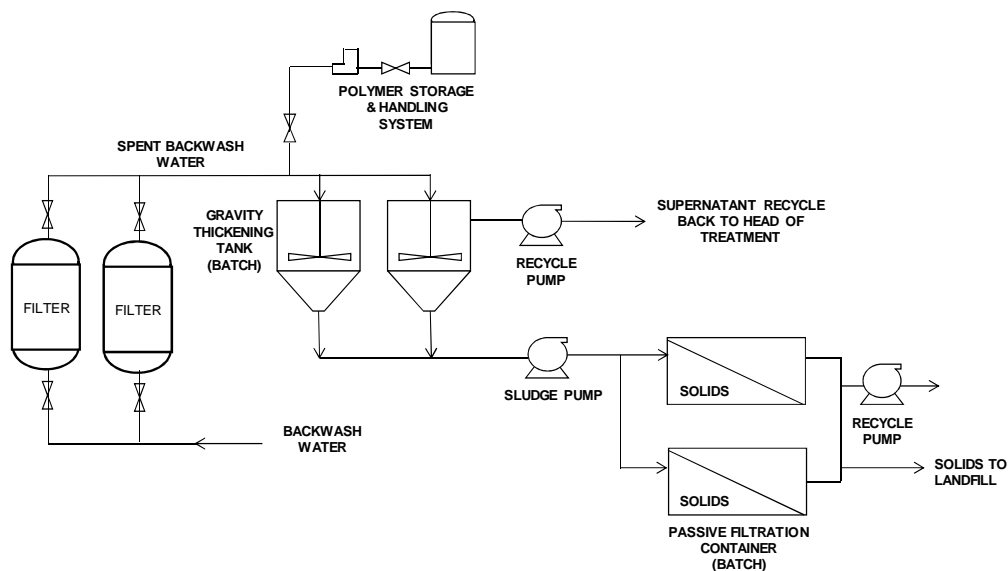 POLYMER STORAGE
& HANDLING
SYSTEM
SPENT BACKWASH
WATER
GRAVITY
THICKENING
TANK
(BATCH)
SUPERNATANT RECYCLE
BACK TO HEAD OF
TREATMENT
RECYCLE
PUMP
FILTER
FILTER
SLUDGE PUMP
SOLIDS
RECYCLE
PUMP
BACKWASH
WATER
SOLIDS TO
LANDFILL
SOLIDS
PASSIVE FILTRATION
CONTAINER
(BATCH)